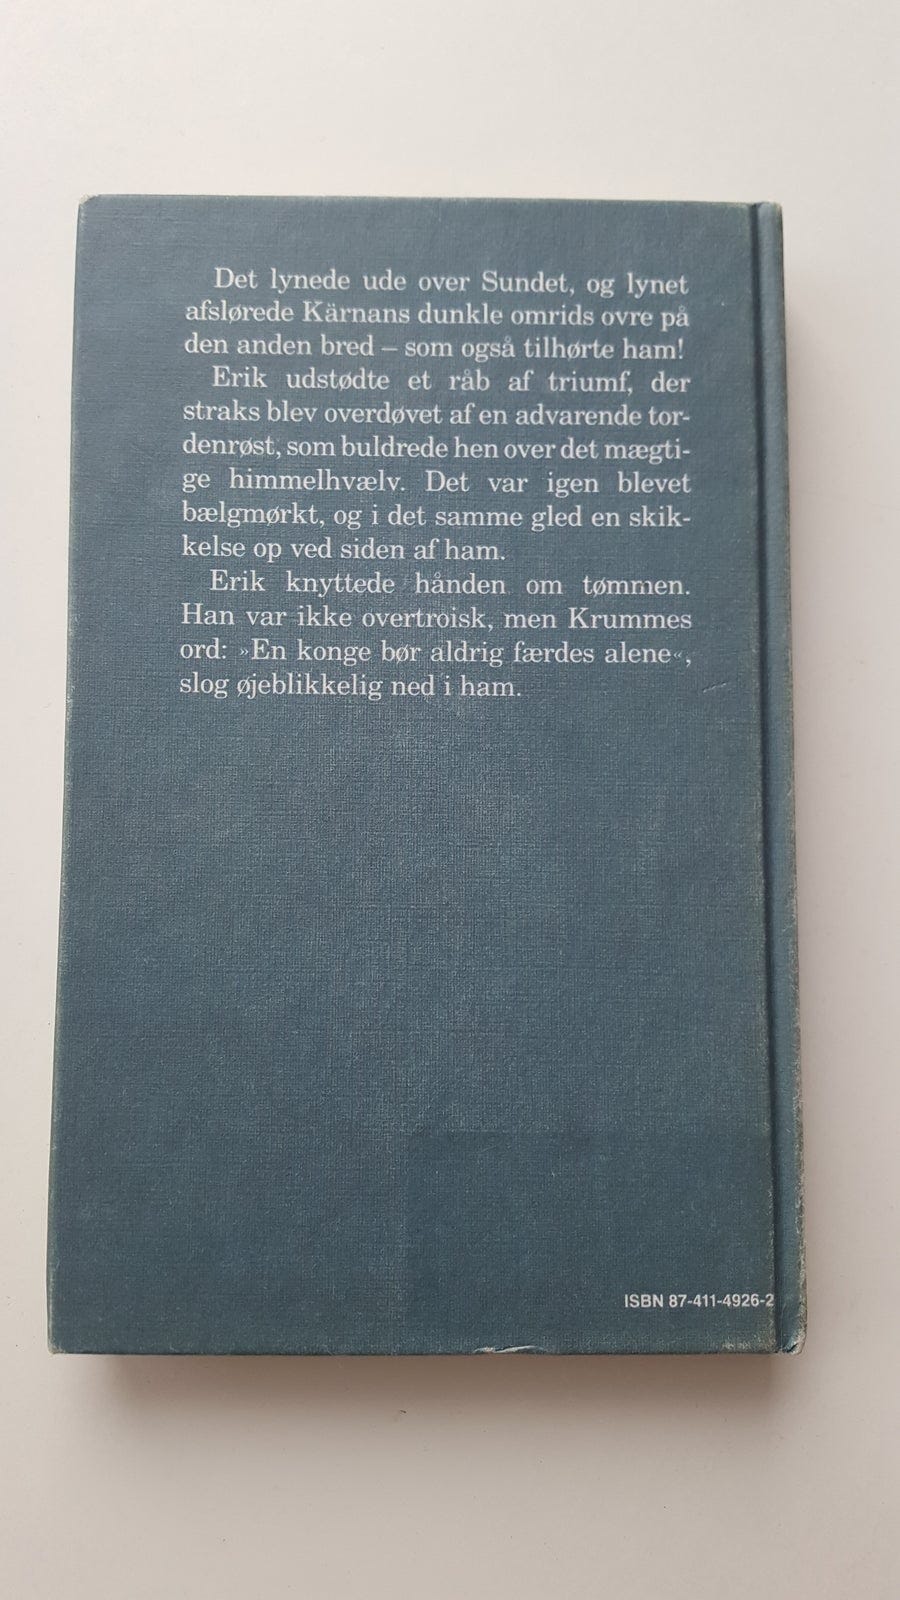 Det lynede ude over Sundet, og lynet
afslørede Kärnans dunkle omrids ovre på
den anden bred – som også tilhørte ham!
Erik udstødte et råb af triumf, der
straks blev overdøvet af en advarende tor-
denrøst, som buldrede hen over det mægti-
ge himmelhvælv. Det var igen blevet
bælgmørkt, og i det samme gled en skik-
kelse op ved siden af ham.
Erik knyttede hånden om tømmen.
Han var ikke overtroisk, men Krummes
ord: »En konge bør aldrig færdes alene«,
slog øjeblikkelig ned i ham.
ISBN 87-411-4926-2